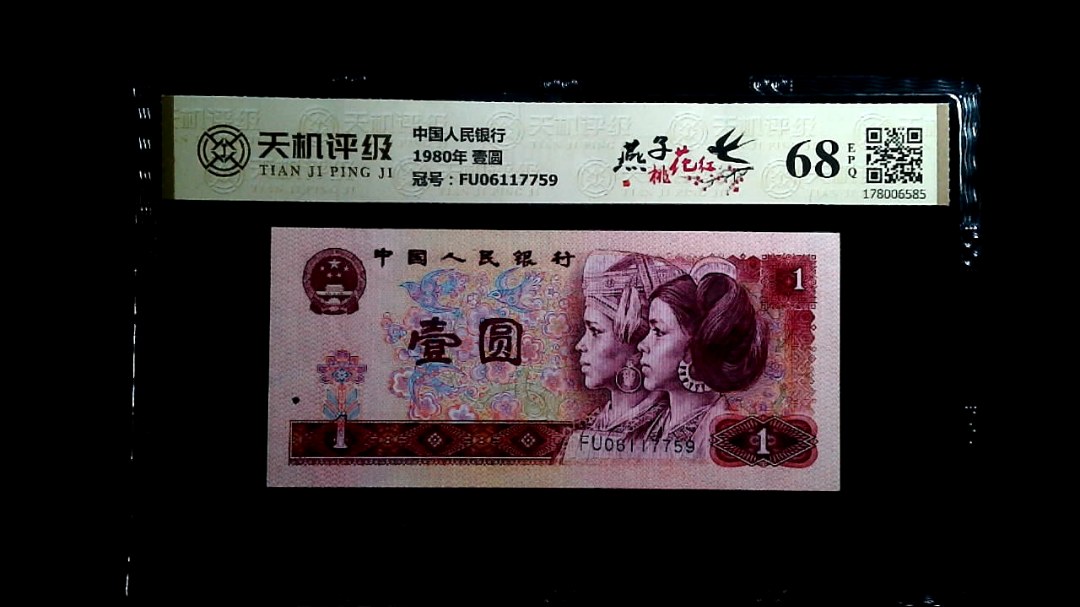 天机评级
TIAN JI PING JI
中国人民银行
1980年 壹圆
冠号：FU06117759
燕子
桃花红
68
EPQ
178006585
中国人民银行
1
壹圆
1
FU06117759
1